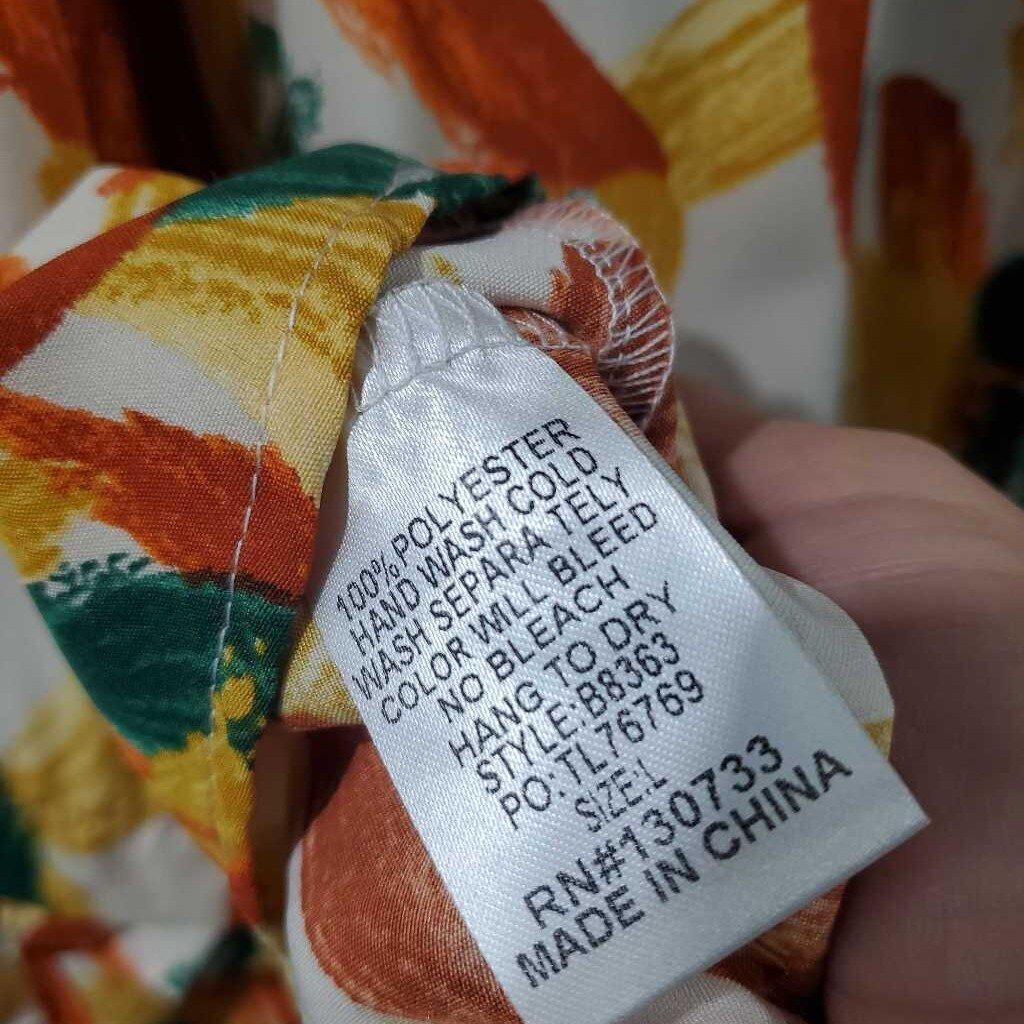 100% POLYESTER
HAND WASH COLD
WASH SEPARA TELY
COLOR WILL BLEED
NO BLEACH
HANG TO DRY
STYLE:B8363
PO:TL76769
SIZE:L
RN#130733
MADE IN CHINA